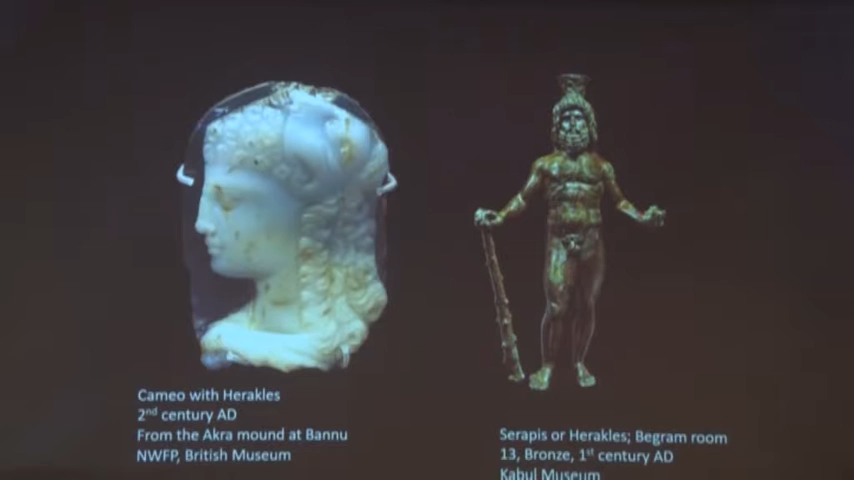 Cameo with Herakles
2nd century AD
From the Akra mound at Bannu
NWFP, British Museum
Serapis or Herakles; Begram room
13, Bronze, 1st century AD
Kabul Museum